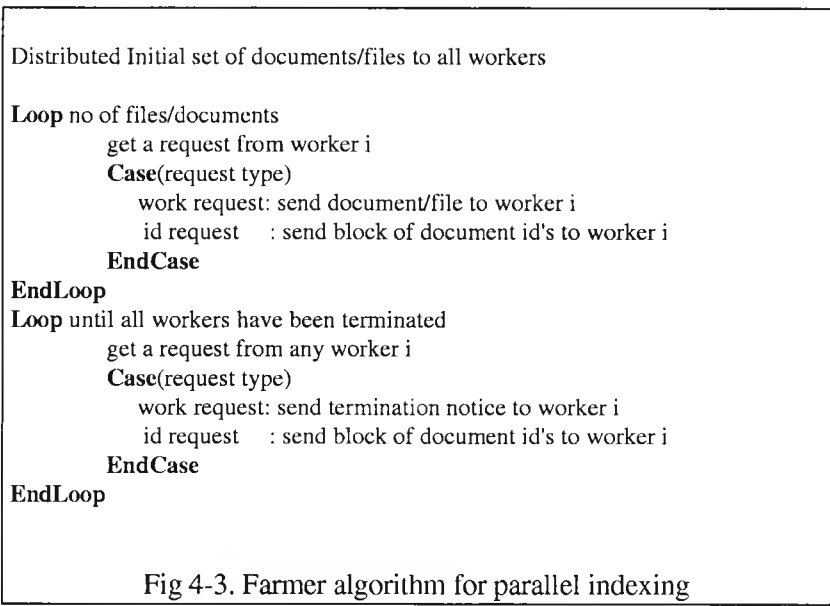 Distributed Initial set of documents/files to all workers
Loop no of files/documents
get a request from worker i
Case(request type)
work request: send document/file to worker i
id request : send block of document id's to worker i
EndCase
EndLoop
Loop until all workers have been terminated
get a request from any worker i
Case(request type)
work request: send termination notice to worker i
id request : send block of document id's to worker i
EndCase
EndLoop
Fig 4-3. Farmer algorithm for parallel indexing